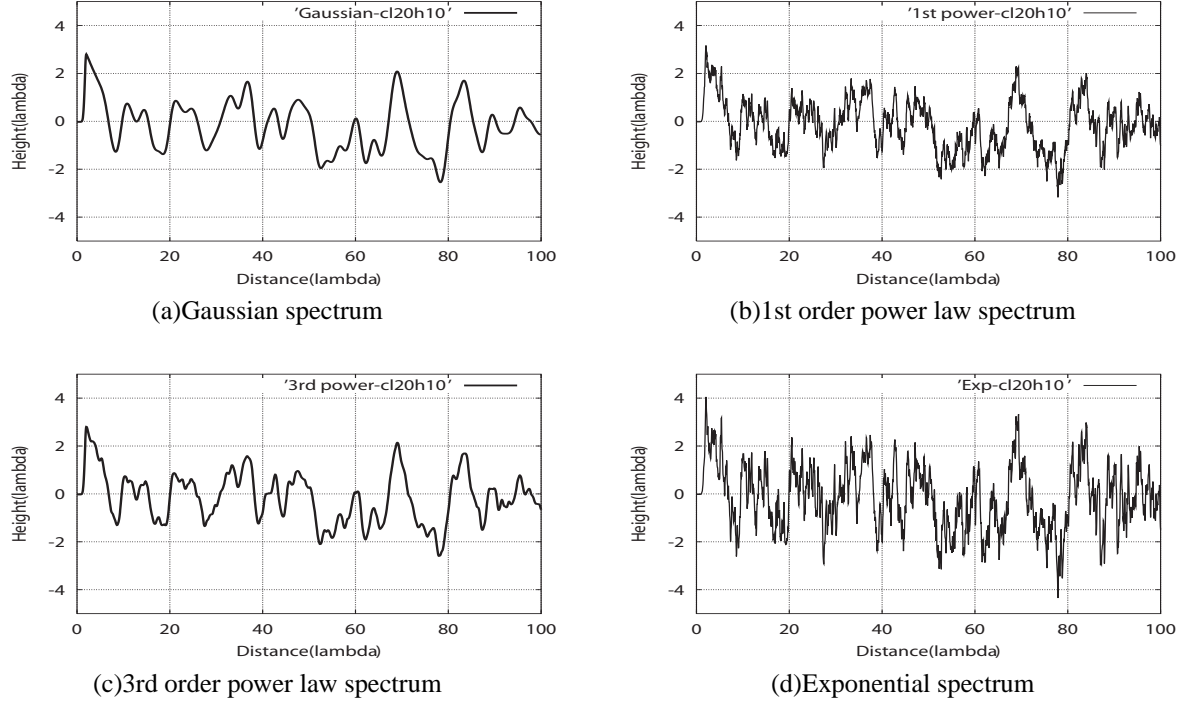 'Gaussian-cl20h10'
4
2
0
-2
-4
Height(lambda)
0 20 40 60 80 100
Distance(lambda)
(a)Gaussian spectrum
'1st power-cl20h10'
4
2
0
-2
-4
Height(lambda)
0 20 40 60 80 100
Distance(lambda)
(b)1st order power law spectrum
'3rd power-cl20h10'
4
2
0
-2
-4
Height(lambda)
0 20 40 60 80 100
Distance(lambda)
(c)3rd order power law spectrum
'Exp-cl20h10'
4
2
0
-2
-4
Height(lambda)
0 20 40 60 80 100
Distance(lambda)
(d)Exponential spectrum